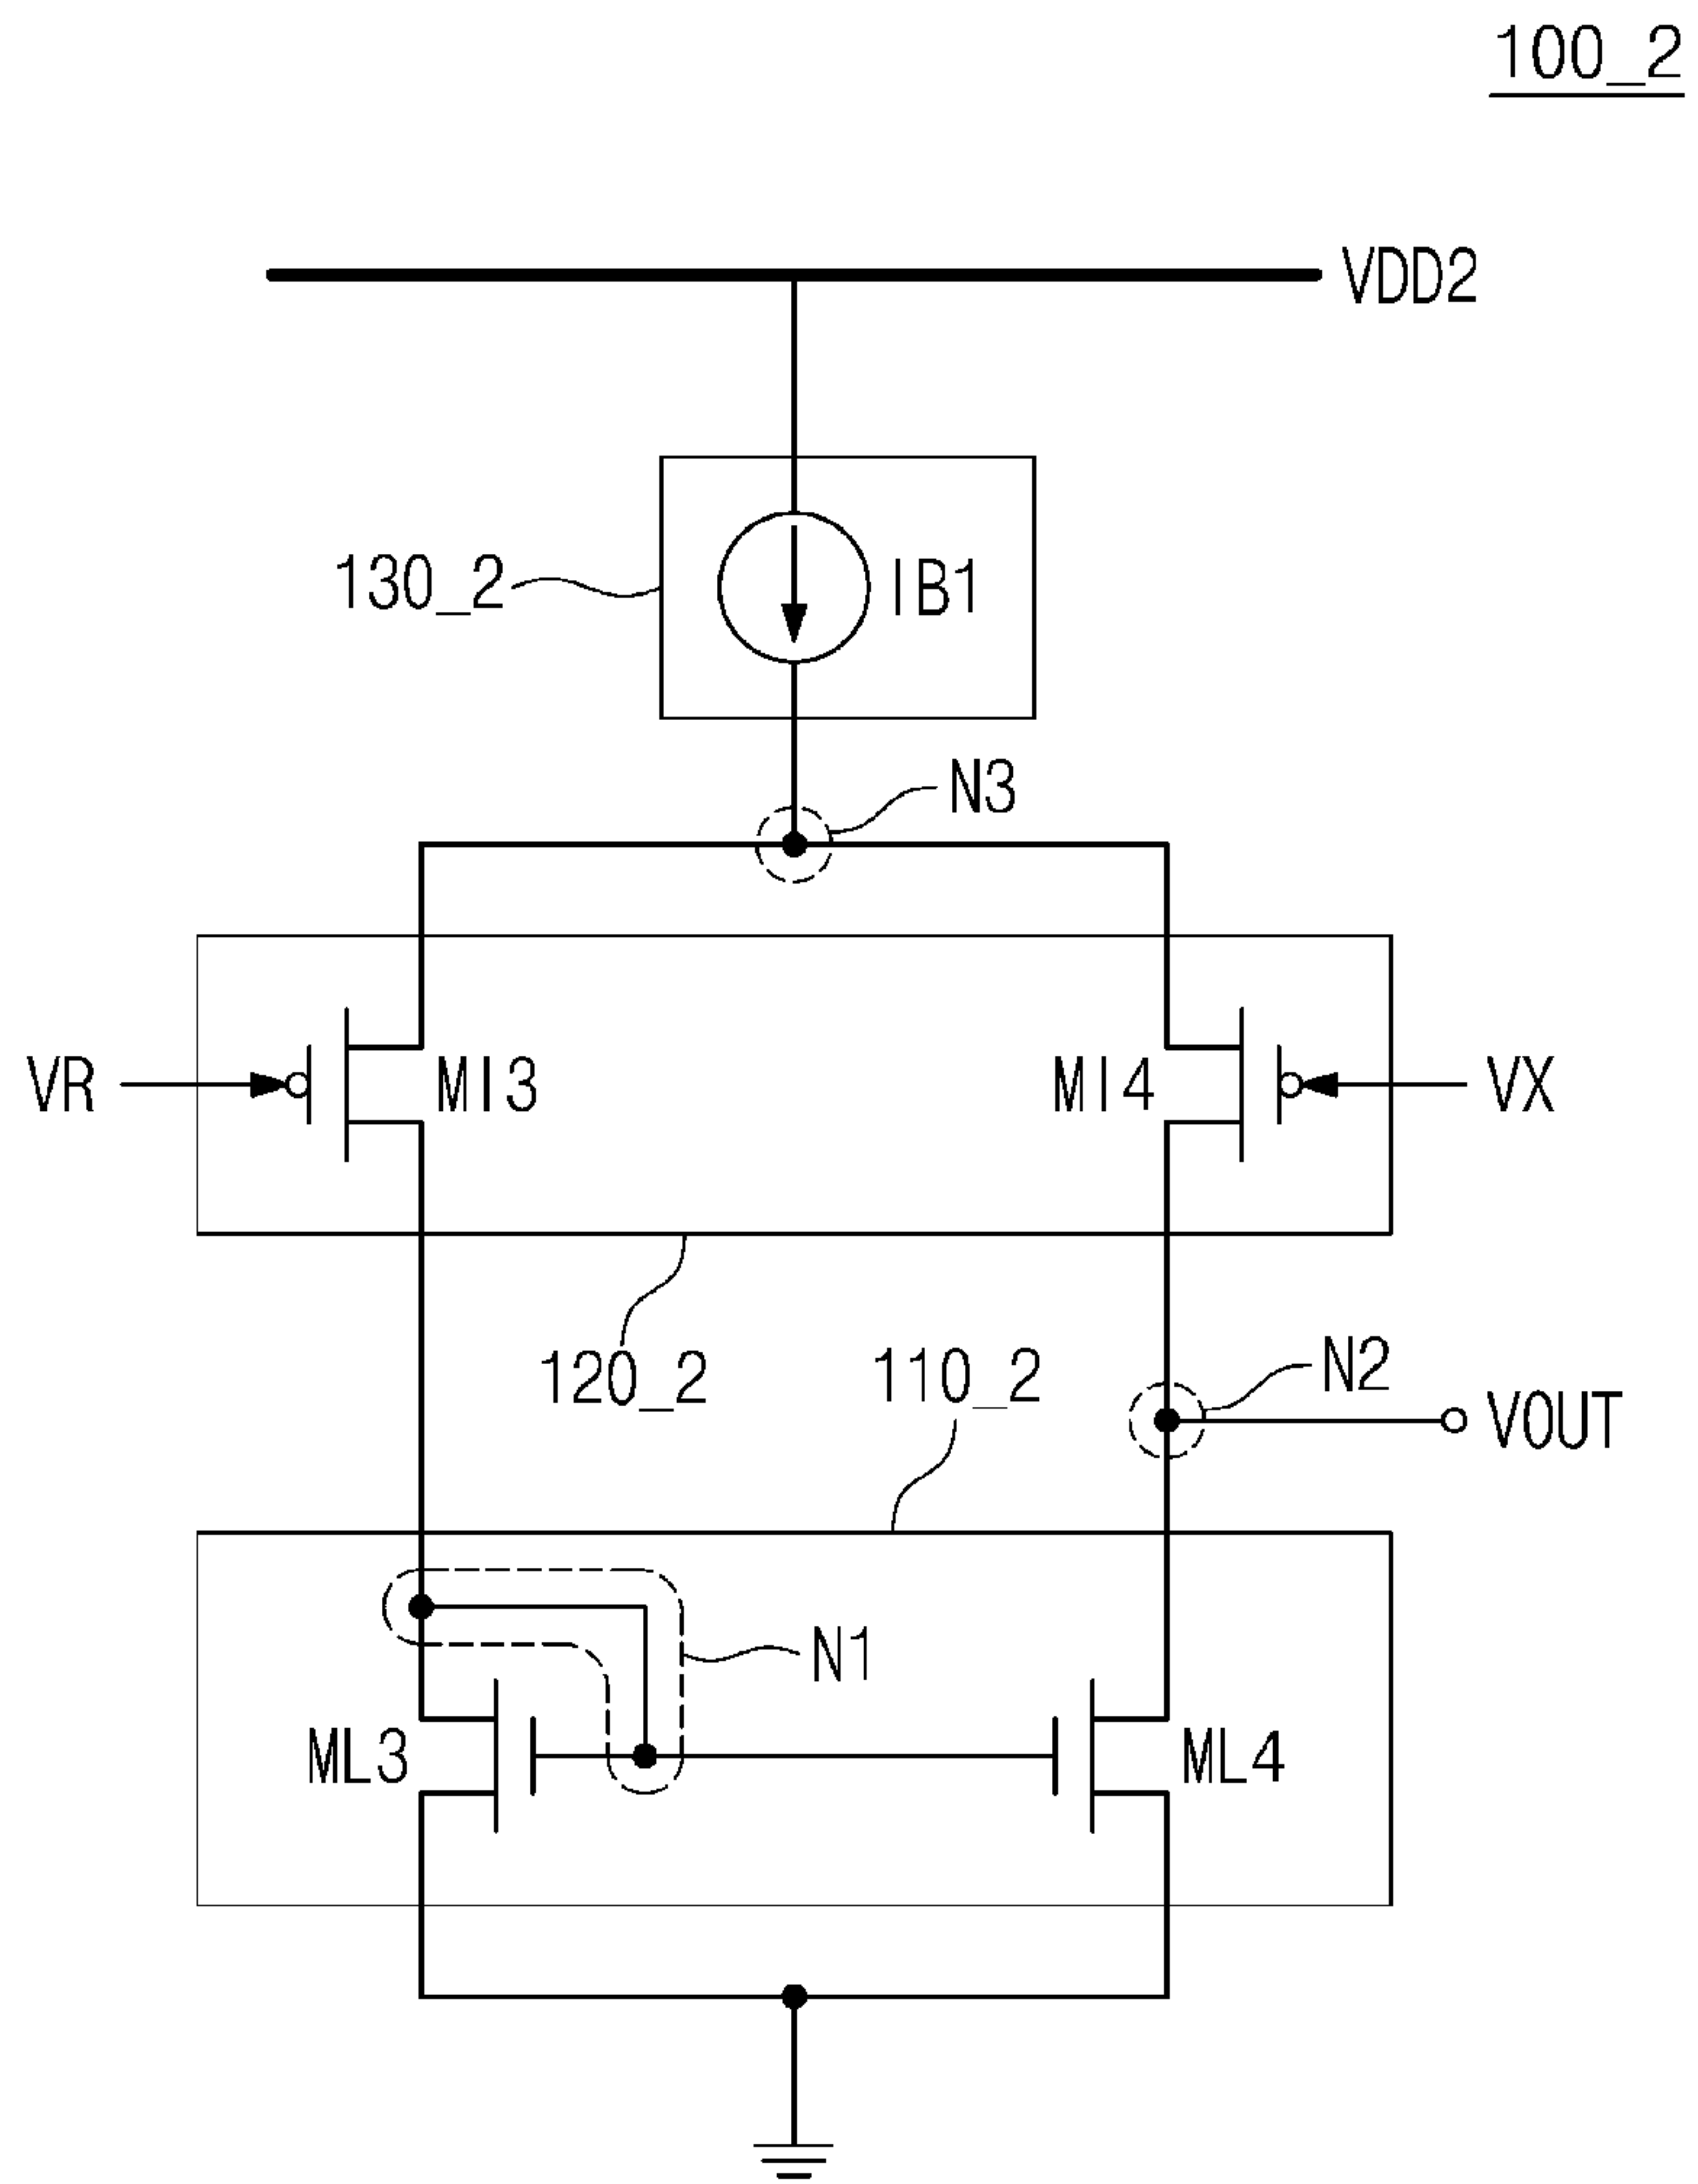 100_2
VDD2
130_2
IB1
N3
VR
MI3
MI4
VX
120_2
110_2
N2
VOUT
N1
ML3
ML4